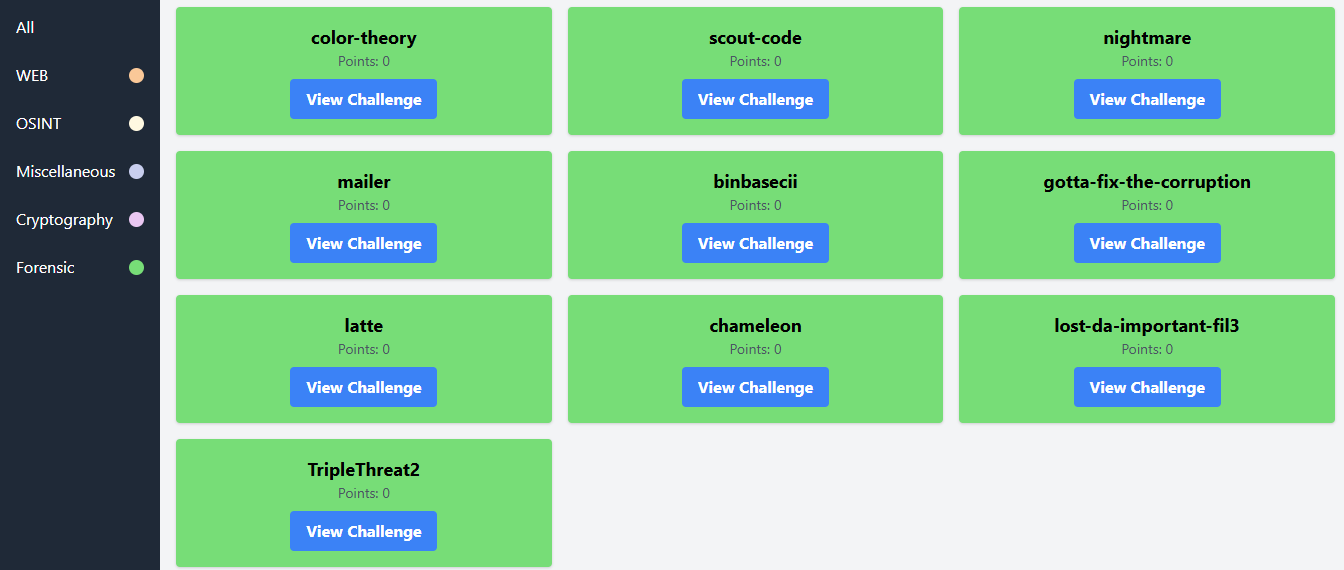 All
WEB
OSINT
Miscellaneous
Cryptography
Forensic
color-theory
Points: 0
View Challenge
scout-code
Points: 0
View Challenge
nightmare
Points: 0
View Challenge
mailer
Points: 0
View Challenge
binbasecii
Points: 0
View Challenge
gotta-fix-the-corruption
Points: 0
View Challenge
latte
Points: 0
View Challenge
chameleon
Points: 0
View Challenge
lost-da-important-fil3
Points: 0
View Challenge
TripleThreat2
Points: 0
View Challenge